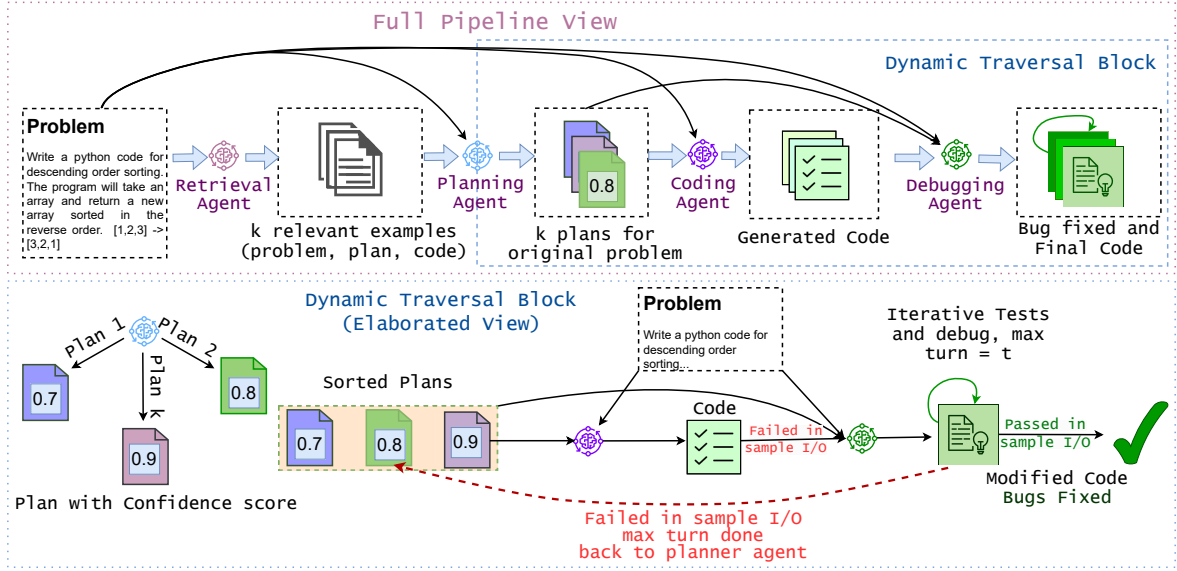 Full Pipeline View
Dynamic Traversal Block
Problem
Write a python code for
descending order sorting.
The program will take an
array and return a new
array sorted in the
reverse order. [1,2,3] ->
[3,2,1]
Retrieval
Agent
k relevant examples
(problem, plan, code)
Planning
Agent
0.8
k plans for
original problem
Coding
Agent
Generated Code
Debugging
Agent
Bug fixed and
Final Code
Dynamic Traversal Block
(Elaborated View)
Plan 1
Plan 2
Plan k
0.7
0.8
0.9
Plan with Confidence score
Sorted Plans
0.7
0.8
0.9
Problem
Write a python code for
descending order
sorting...
Code
Failed in
sample I/O
Iterative Tests
and debug, max
turn = t
Passed in
sample I/O
Modified Code
Bugs Fixed
Failed in sample I/O
max turn done
back to planner agent